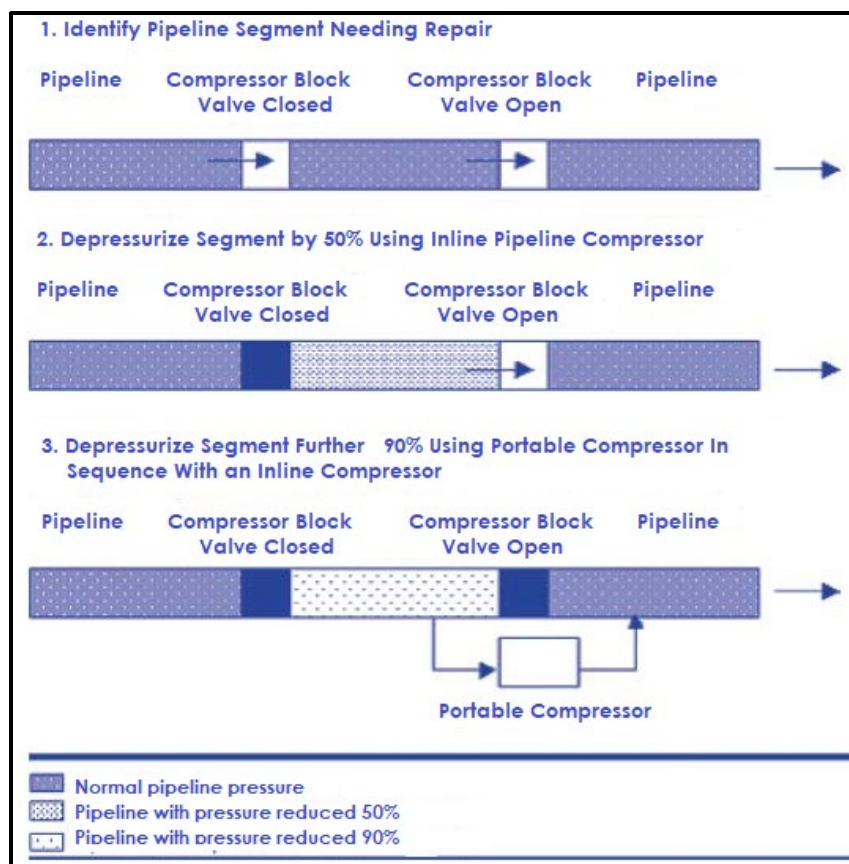 1. Identify Pipeline Segment Needing Repair
Pipeline Compressor Block Compressor Block Pipeline
Valve Closed Valve Open
2. Depressurize Segment by 50% Using Inline Pipeline Compressor
Pipeline Compressor Block Compressor Block Pipeline
Valve Closed Valve Open
3. Depressurize Segment Further 90% Using Portable Compressor In
Sequence With an Inline Compressor
Pipeline Compressor Block Compressor Block Pipeline
Valve Closed Valve Open
Portable Compressor
Normal pipeline pressure
Pipeline with pressure reduced 50%
Pipeline with pressure reduced 90%